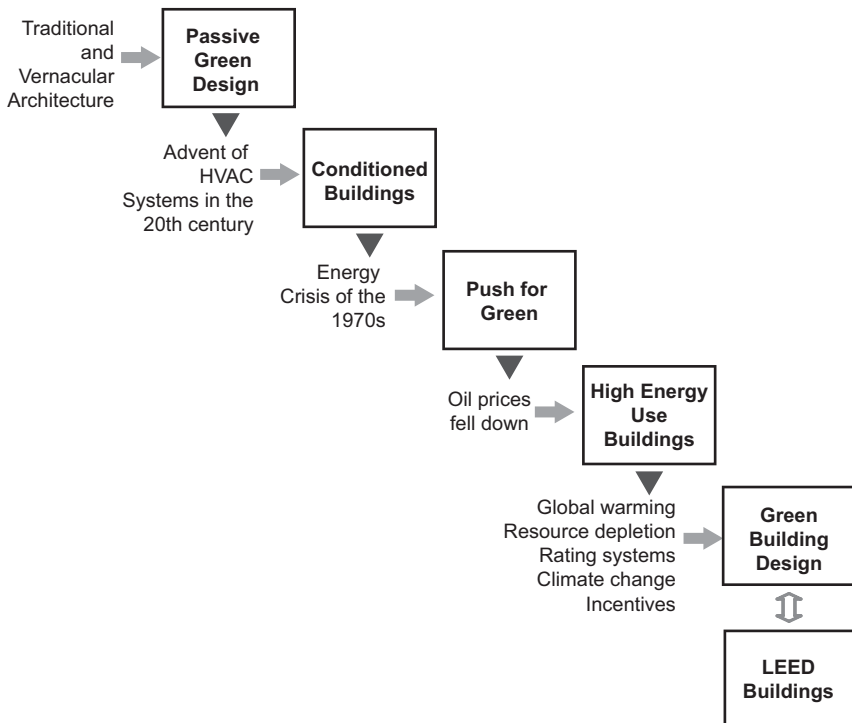 Traditional
and
Vernacular
Architecture
Passive
Green
Design
Advent of
HVAC
Systems in the
20th century
Conditioned
Buildings
Energy
Crisis of the
1970s
Push for
Green
Oil prices
fell down
High Energy
Use
Buildings
Global warming
Resource depletion
Rating systems
Climate change
Incentives
Green
Building
Design
LEED
Buildings